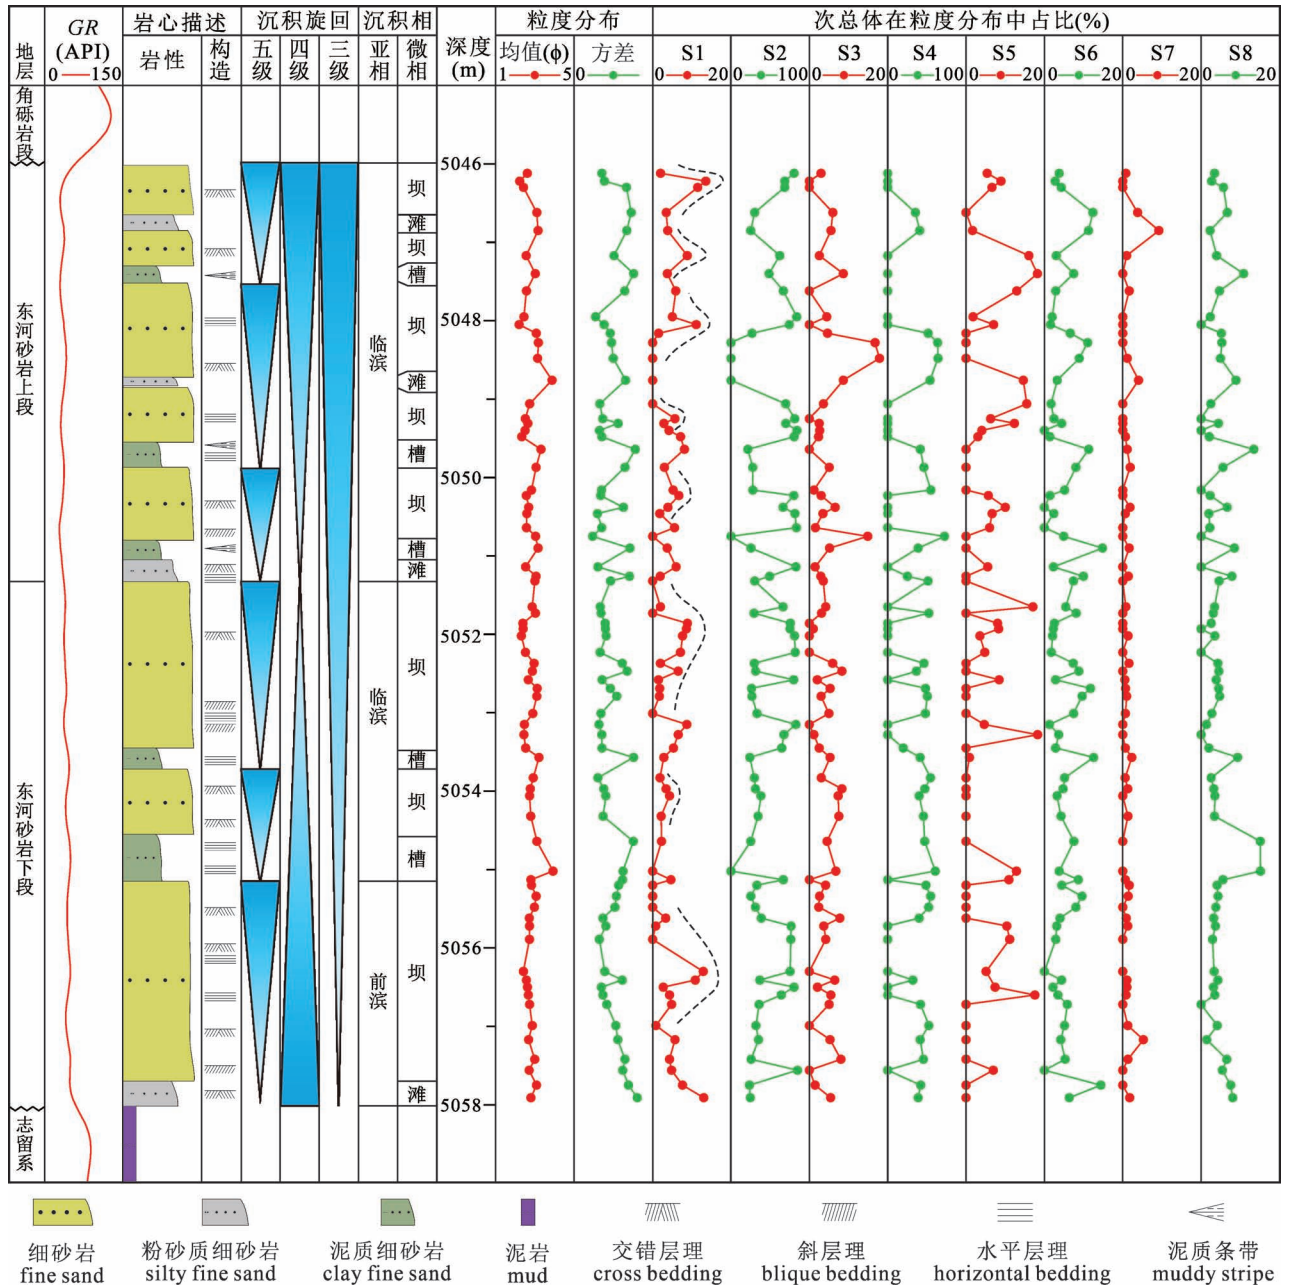 地层
GR
(API)
0 150
岩心描述
岩性
构造
沉积旋回
五级
四级
三级
沉积相
亚相
微相
深度
(m)
粒度分布
均值(ϕ)
1 5
方差
0
次总体在粒度分布中占比(%)
S1
0 20
S2
0 100
S3
0 20
S4
0 100
S5
0 20
S6
0 20
S7
0 20
S8
0 20
角砾岩段
东河砂岩上段
东河砂岩下段
志留系
临滨
临滨
前滨
坝
滩
坝
槽
坝
滩
坝
槽
坝
槽
滩
坝
槽
坝
槽
坝
滩
5046
5048
5050
5052
5054
5056
5058
细砂岩
fine sand
粉砂质细砂岩
silty fine sand
泥质细砂岩
clay fine sand
泥岩
mud
交错层理
cross bedding
斜层理
blique bedding
水平层理
horizontal bedding
泥质条带
muddy stripe